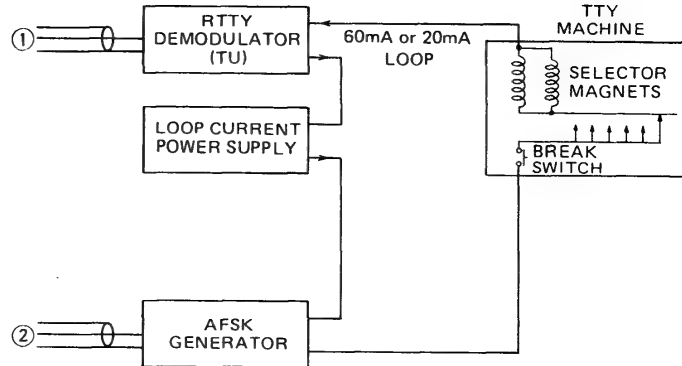 RTTY
DEMODULATOR
(TU)
60mA or 20mA
LOOP
TTY
MACHINE
SELECTOR
MAGNETS
LOOP CURRENT
POWER SUPPLY
BREAK
SWITCH
AFSK
GENERATOR
1
2